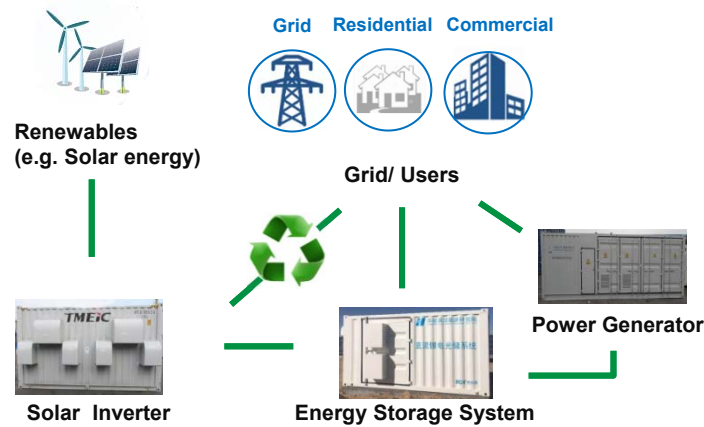 Grid Residential Commercial
Renewables
(e.g. Solar energy)
Grid/ Users
TMEiC
Power Generator
Solar Inverter
Energy Storage System